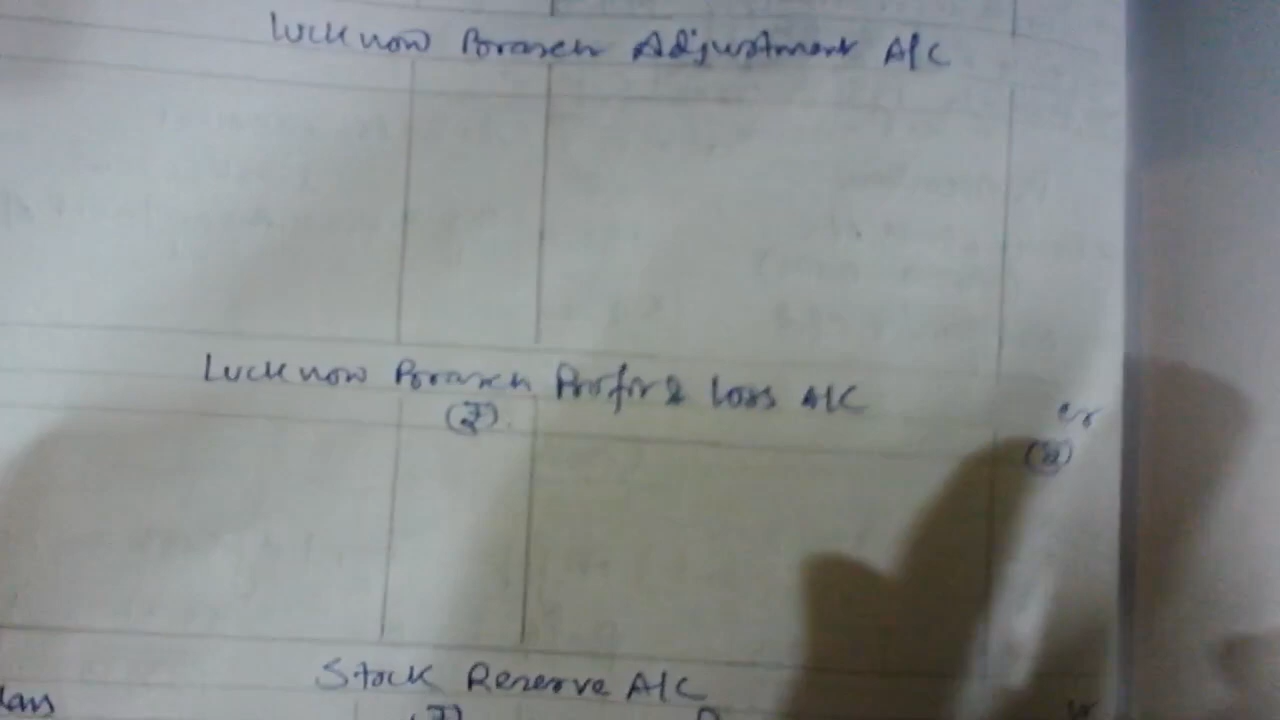 Lucknow Branch Adjustment A/C
Lucknow Branch Profit & Loss A/C
Cr
(₹)
(₹)
Stock Reserve A/C
(₹)